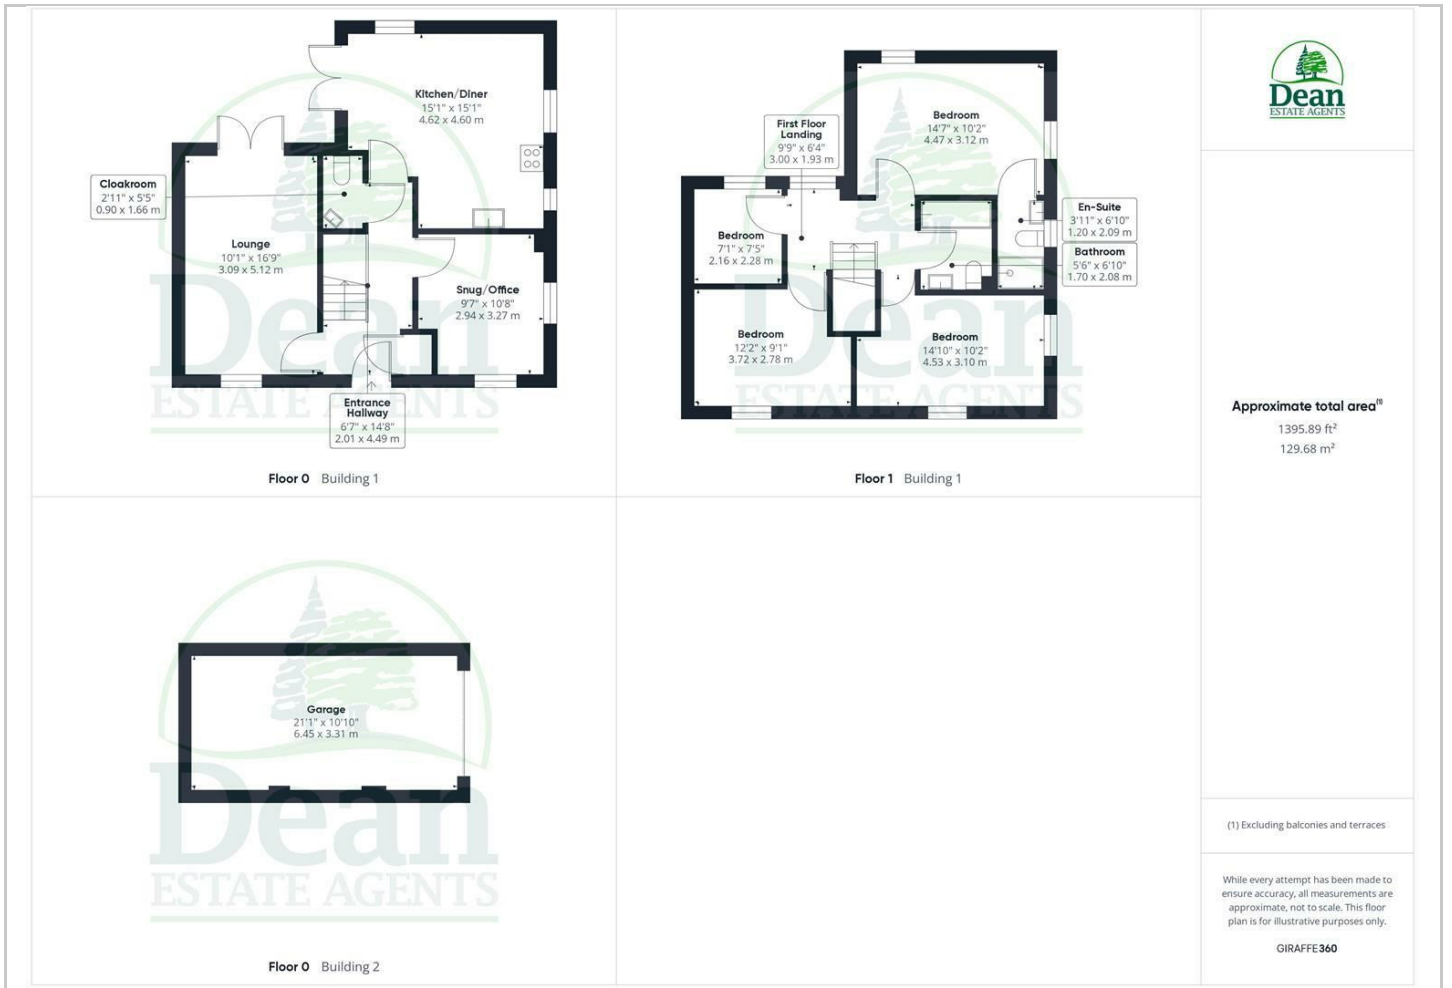 Kitchen/Diner
15'1" x 15'1"
4.62 x 4.60 m
Cloakroom
2'11" x 5'5"
0.90 x 1.66 m
Lounge
10'1" x 16'9"
3.09 x 5.12 m
Snug/Office
9'7" x 10'8"
2.94 x 3.27 m
Entrance
Hallway
6'7" x 14'8"
2.01 x 4.49 m
Dean
ESTATE AGENTS
Floor 0 Building 1
First Floor
Landing
9'9" x 6'4"
3.00 x 1.93 m
Bedroom
14'7" x 10'2"
4.47 x 3.12 m
En-Suite
3'11" x 6'10"
1.20 x 2.09 m
Bathroom
5'6" x 6'10"
1.70 x 2.08 m
Bedroom
7'1" x 7'5"
2.16 x 2.28 m
Bedroom
12'2" x 9'1"
3.72 x 2.78 m
Bedroom
14'10" x 10'2"
4.53 x 3.10 m
Dean
ESTATE AGENTS
Floor 1 Building 1
Garage
21'1" x 10'10"
6.45 x 3.31 m
Dean
ESTATE AGENTS
Floor 0 Building 2
Dean
ESTATE AGENTS
Approximate total area(1)
1395.89 ft²
129.68 m²
(1) Excluding balconies and terraces
While every attempt has been made to
ensure accuracy, all measurements are
approximate, not to scale. This floor
plan is for illustrative purposes only.
GIRAFFE360